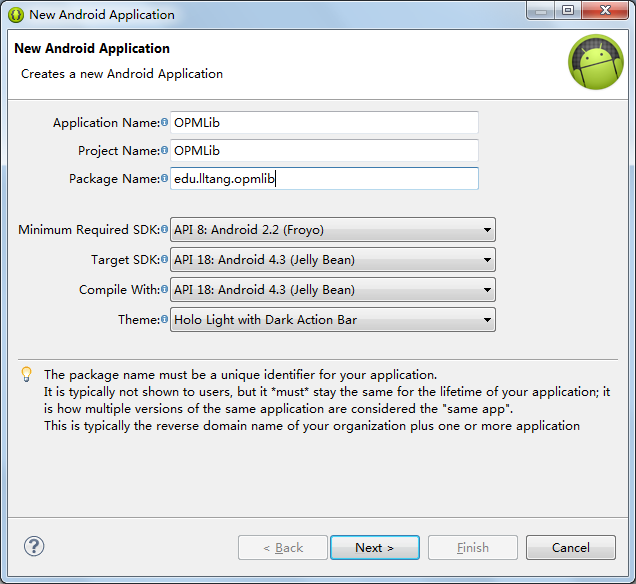 New Android Application
New Android Application
Creates a new Android Application
Application Name: OPMLib
Project Name: OPMLib
Package Name: edu.lltang.opmlib
Minimum Required SDK: API 8: Android 2.2 (Froyo)
Target SDK: API 18: Android 4.3 (Jelly Bean)
Compile With: API 18: Android 4.3 (Jelly Bean)
Theme: Holo Light with Dark Action Bar
The package name must be a unique identifier for your application.
It is typically not shown to users, but it *must* stay the same for the lifetime of your application; it
is how multiple versions of the same application are considered the "same app".
This is typically the reverse domain name of your organization plus one or more application
? < Back Next > Finish Cancel